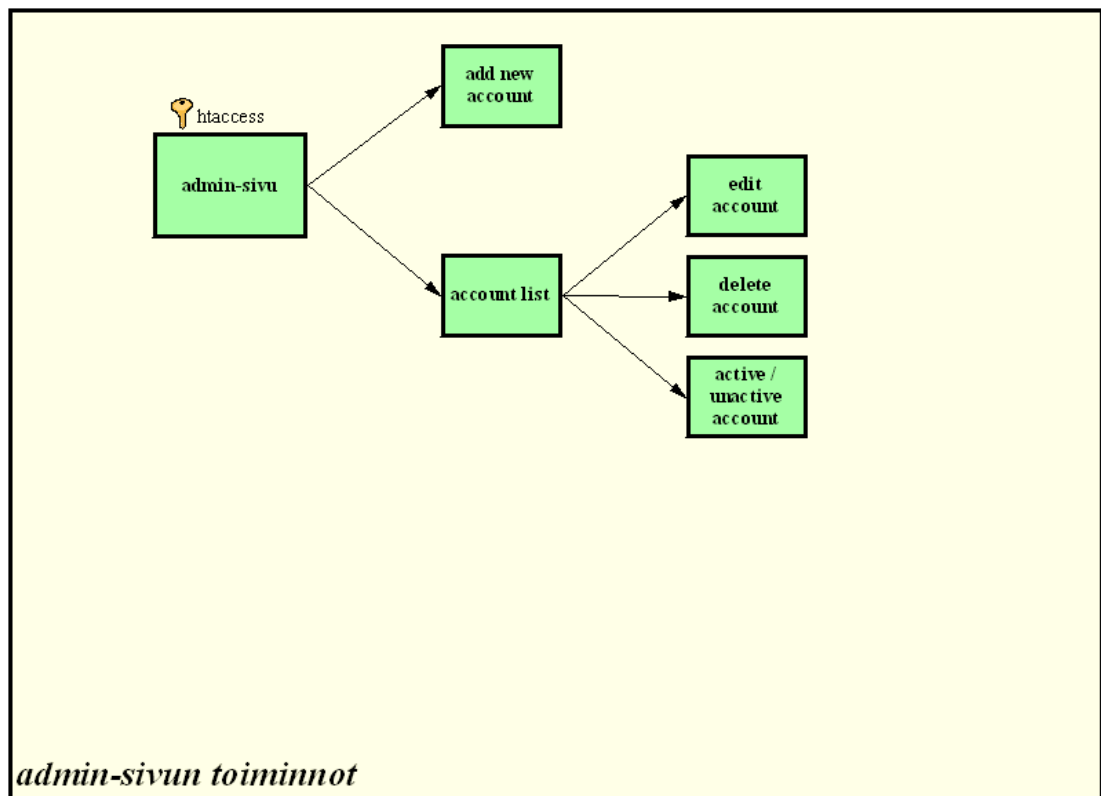 add new
account
htaccess
admin-sivu
edit
account
account list
delete
account
active /
unactive
account
admin-sivun toiminnot